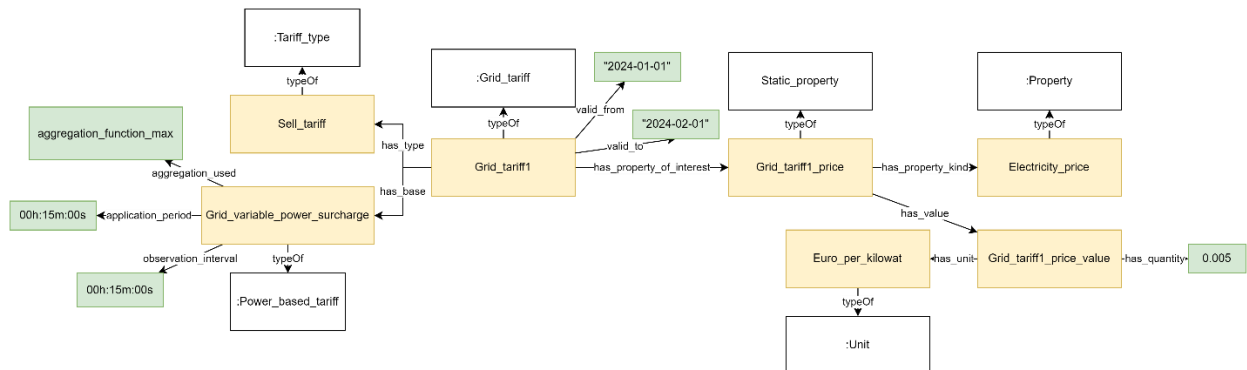 :Tariff_type
typeOf
Sell_tariff
:Grid_tariff
typeOf
"2024-01-01"
valid_from
"2024-02-01"
valid_to
Static_property
typeOf
:Property
typeOf
aggregation_function_max
aggregation_used
has_type
Grid_tariff1
has_property_of_interest
Grid_tariff1_price
has_property_kind
Electricity_price
has_base
00h:15m:00s
application_period
Grid_variable_power_surcharge
has_value
observation_interval
typeOf
00h:15m:00s
:Power_based_tariff
Euro_per_kilowat
has_unit
Grid_tariff1_price_value
has_quantity
0.005
typeOf
:Unit